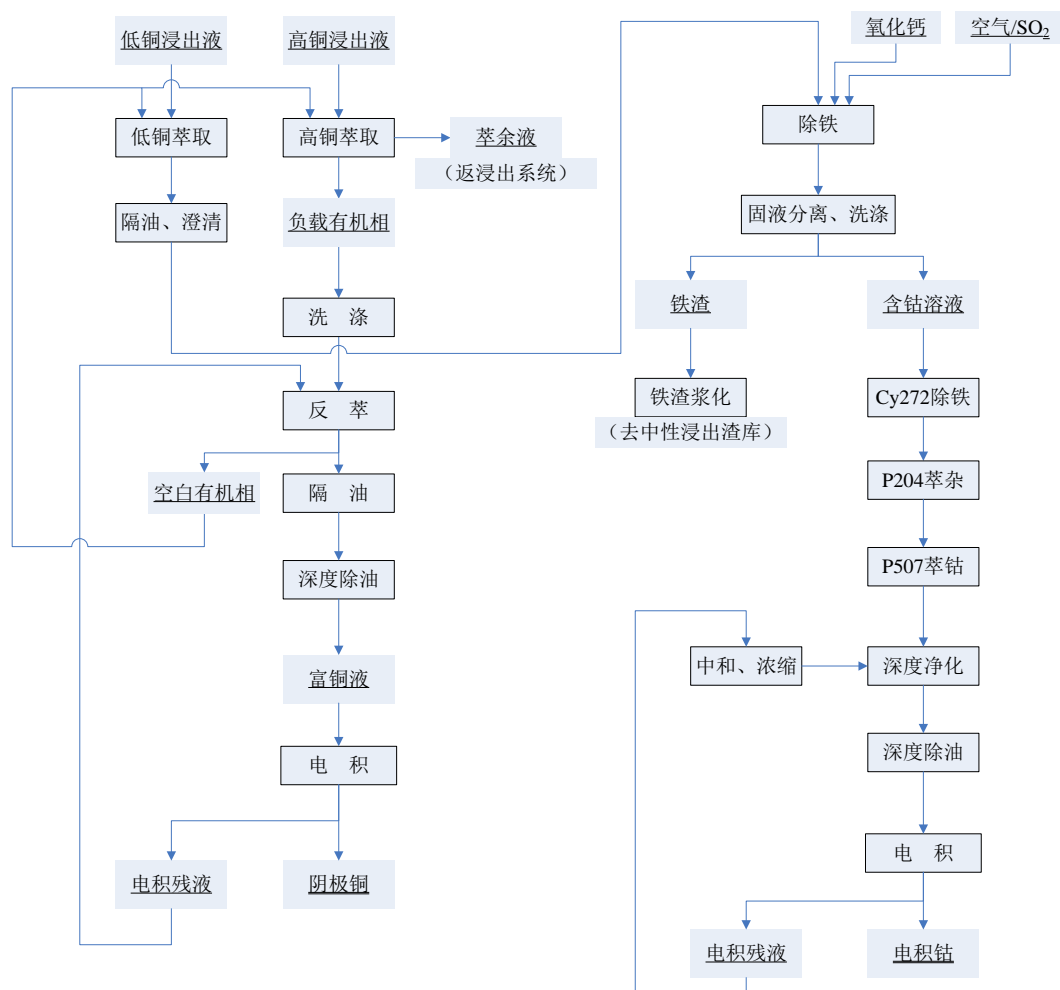 低铜浸出液
高铜浸出液
氧化钙
空气/SO₂
低铜萃取
高铜萃取
萃余液
(返浸出系统)
除铁
隔油、澄清
负载有机相
固液分离、洗涤
洗 涤
铁渣
含钴溶液
反 萃
铁渣浆化
(去中性浸出渣库)
Cy272除铁
空白有机相
隔 油
P204萃杂
深度除油
P507萃钴
富铜液
中和、浓缩
深度净化
电 积
深度除油
电积残液
阴极铜
电 积
电积残液
电积钴